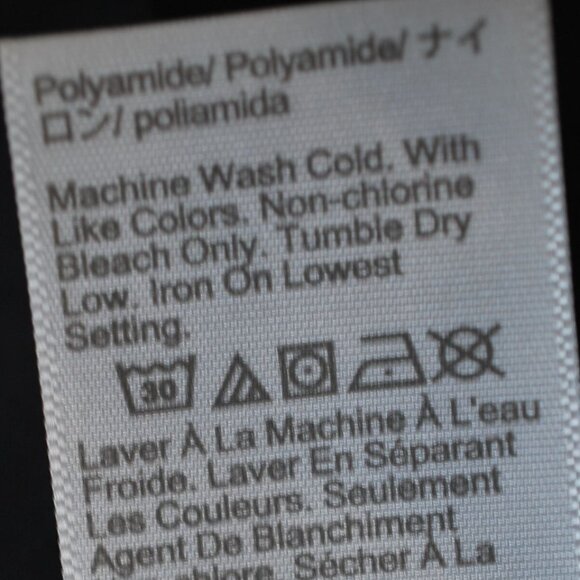 Polyamide/ Polyamide/ ナイ
ロン/ poliamida
Machine Wash Cold. With
Like Colors. Non-chlorine
Bleach Only. Tumble Dry
Low. Iron On Lowest
Setting.
30
Laver À La Machine À L'eau
Froide. Laver En Séparant
Les Couleurs. Seulement
Agent De Blanchiment
chlore. Sécher À La